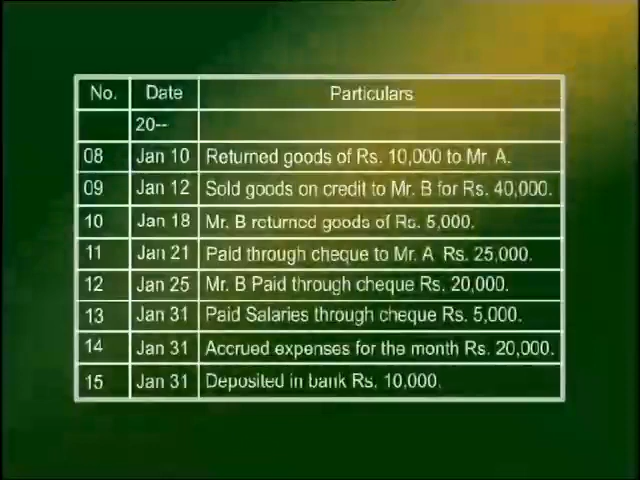 No. Date Particulars
20--
08 Jan 10 Returned goods of Rs. 10,000 to Mr. A.
09 Jan 12 Sold goods on credit to Mr. B for Rs. 40,000.
10 Jan 18 Mr. B returned goods of Rs. 5,000.
11 Jan 21 Paid through cheque to Mr. A Rs. 25,000.
12 Jan 25 Mr. B Paid through cheque Rs. 20,000.
13 Jan 31 Paid Salaries through cheque Rs. 5,000.
14 Jan 31 Accrued expenses for the month Rs. 20,000.
15 Jan 31 Deposited in bank Rs. 10,000.